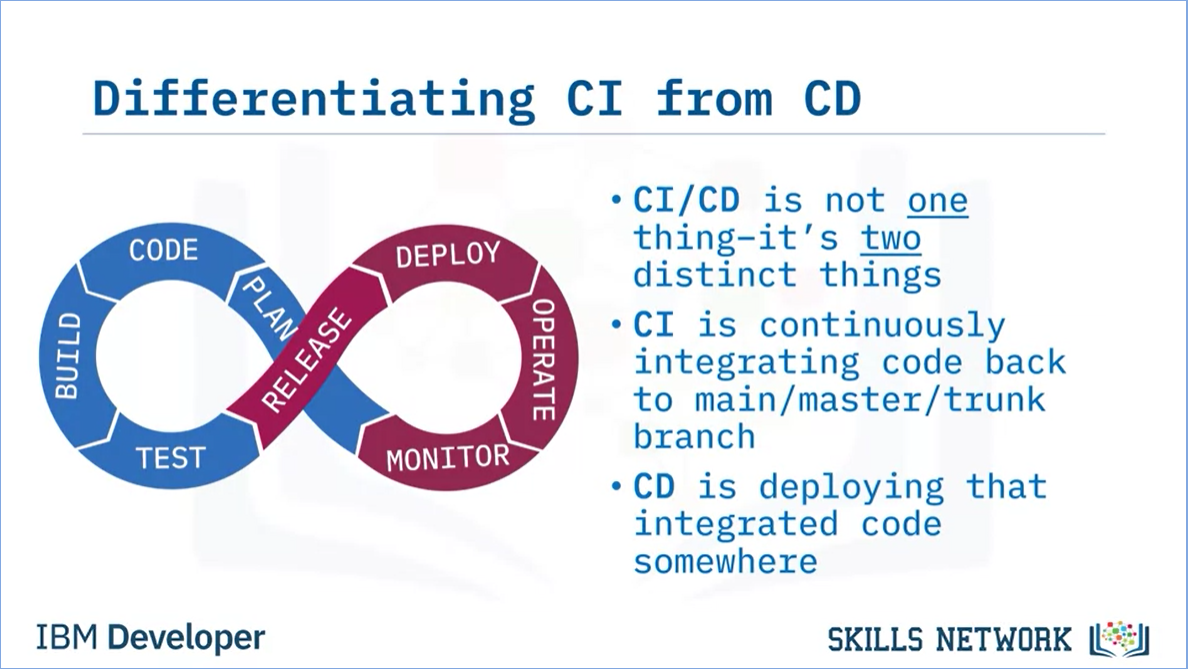 Differentiating CI from CD
CODE
PLAN
BUILD
TEST
RELEASE
DEPLOY
OPERATE
MONITOR
• CI/CD is not one
thing–it's two
distinct things
• CI is continuously
integrating code back
to main/master/trunk
branch
• CD is deploying that
integrated code
somewhere
IBM Developer
SKILLS NETWORK